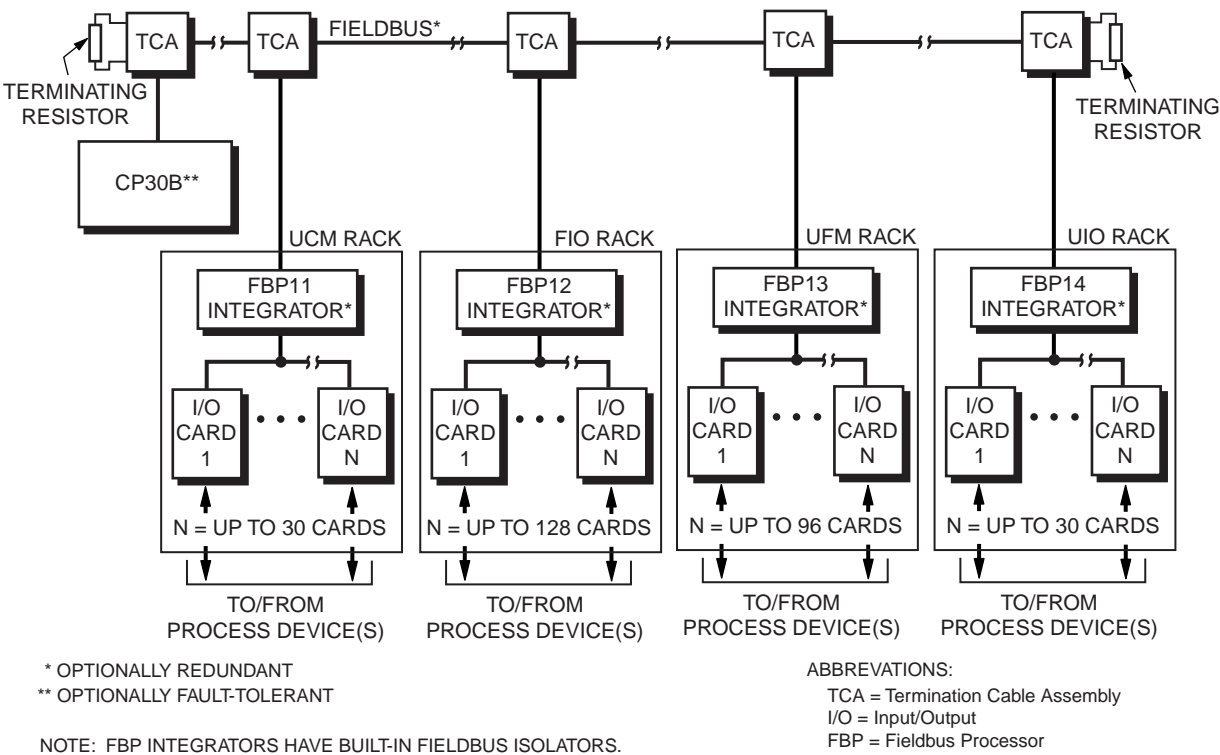 TCA
TCA
FIELDBUS*
TCA
TCA
TCA
TERMINATING
RESISTOR
TERMINATING
RESISTOR
CP30B**
UCM RACK
FIO RACK
UFM RACK
UIO RACK
FBP11
INTEGRATOR*
FBP12
INTEGRATOR*
FBP13
INTEGRATOR*
FBP14
INTEGRATOR*
I/O
CARD
1
• • •
I/O
CARD
N
I/O
CARD
1
• • •
I/O
CARD
N
I/O
CARD
1
• • •
I/O
CARD
N
I/O
CARD
1
• • •
I/O
CARD
N
N = UP TO 30 CARDS
N = UP TO 128 CARDS
N = UP TO 96 CARDS
N = UP TO 30 CARDS
TO/FROM
PROCESS DEVICE(S)
TO/FROM
PROCESS DEVICE(S)
TO/FROM
PROCESS DEVICE(S)
TO/FROM
PROCESS DEVICE(S)
* OPTIONALLY REDUNDANT
** OPTIONALLY FAULT-TOLERANT
NOTE: FBP INTEGRATORS HAVE BUILT-IN FIELDBUS ISOLATORS.
ABBREVATIONS:
TCA = Termination Cable Assembly
I/O = Input/Output
FBP = Fieldbus Processor